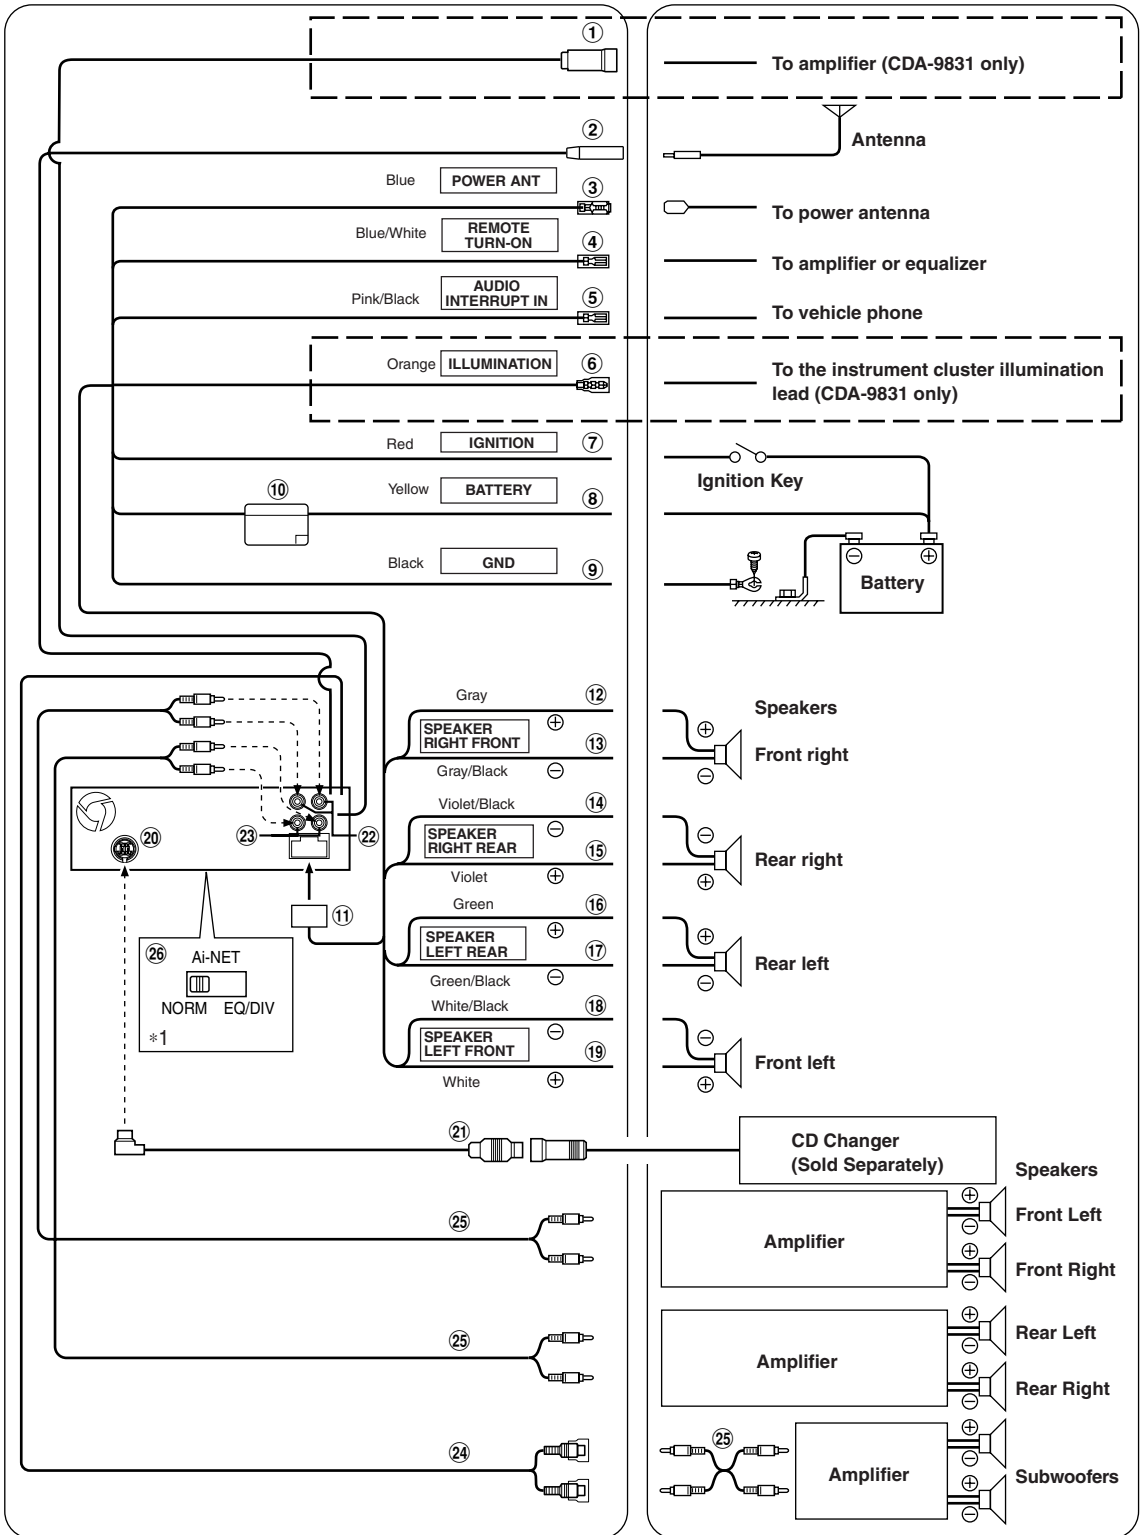 ①
To amplifier (CDA-9831 only)
②
Antenna
Blue
POWER ANT
③
To power antenna
Blue/White
REMOTE
TURN-ON
④
To amplifier or equalizer
Pink/Black
AUDIO
INTERRUPT IN
⑤
To vehicle phone
Orange
ILLUMINATION
⑥
To the instrument cluster illumination
lead (CDA-9831 only)
Red
IGNITION
⑦
Ignition Key
⑩
Yellow
BATTERY
⑧
Black
GND
⑨
⊖
⊕
Battery
Gray
⑫
Speakers
SPEAKER
RIGHT FRONT
⊕
⑬
⊕
Front right
Gray/Black
⊖
⊖
Violet/Black
⑭
SPEAKER
RIGHT REAR
⊖
⑮
⊖
Rear right
Violet
⊕
⊕
⑳
㉓
㉒
Green
⑯
⑪
SPEAKER
LEFT REAR
⊕
⑰
⊕
Rear left
Green/Black
⊖
⊖
㉖
Ai-NET
NORM
EQ/DIV
*1
White/Black
⑱
SPEAKER
LEFT FRONT
⊖
⑲
⊖
Front left
White
⊕
⊕
㉑
CD Changer
(Sold Separately)
Speakers
㉕
Amplifier
⊕
⊖
Front Left
⊕
⊖
Front Right
㉕
Amplifier
⊕
⊖
Rear Left
⊕
⊖
Rear Right
㉔
㉕
Amplifier
⊕
⊖
⊕
⊖
Subwoofers